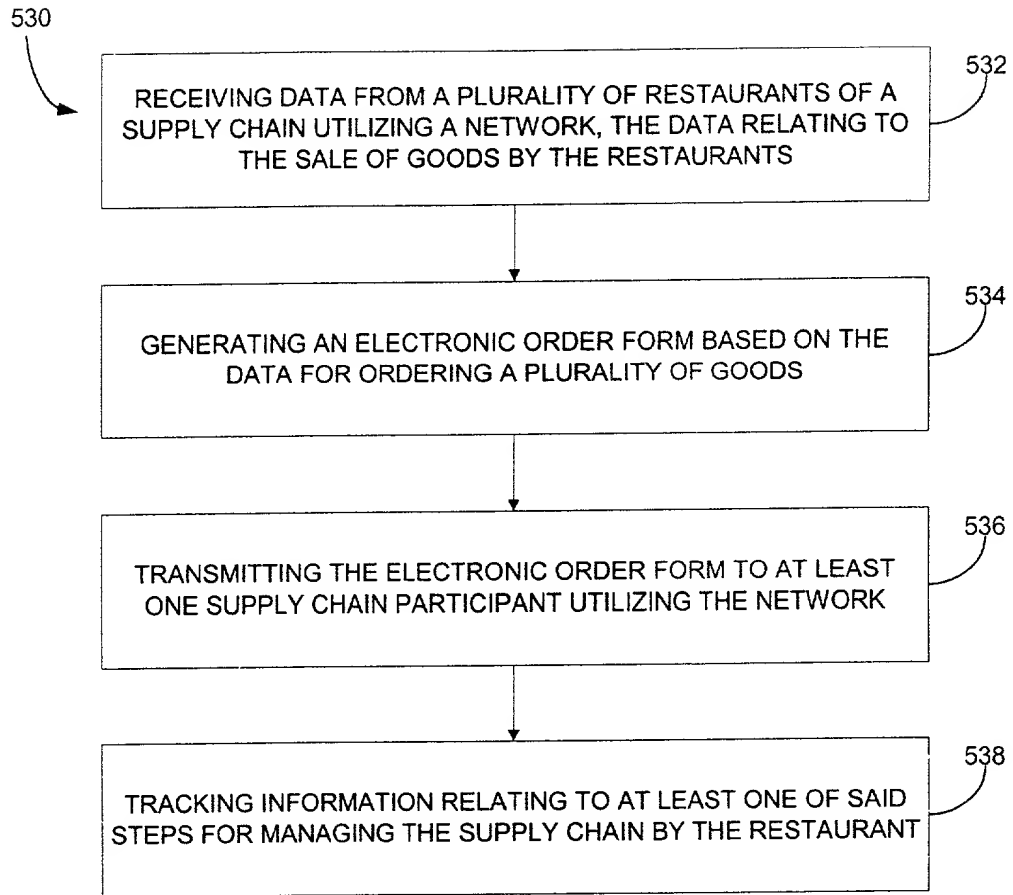 530
532
RECEIVING DATA FROM A PLURALITY OF RESTAURANTS OF A
SUPPLY CHAIN UTILIZING A NETWORK, THE DATA RELATING TO
THE SALE OF GOODS BY THE RESTAURANTS
534
GENERATING AN ELECTRONIC ORDER FORM BASED ON THE
DATA FOR ORDERING A PLURALITY OF GOODS
536
TRANSMITTING THE ELECTRONIC ORDER FORM TO AT LEAST
ONE SUPPLY CHAIN PARTICIPANT UTILIZING THE NETWORK
538
TRACKING INFORMATION RELATING TO AT LEAST ONE OF SAID
STEPS FOR MANAGING THE SUPPLY CHAIN BY THE RESTAURANT